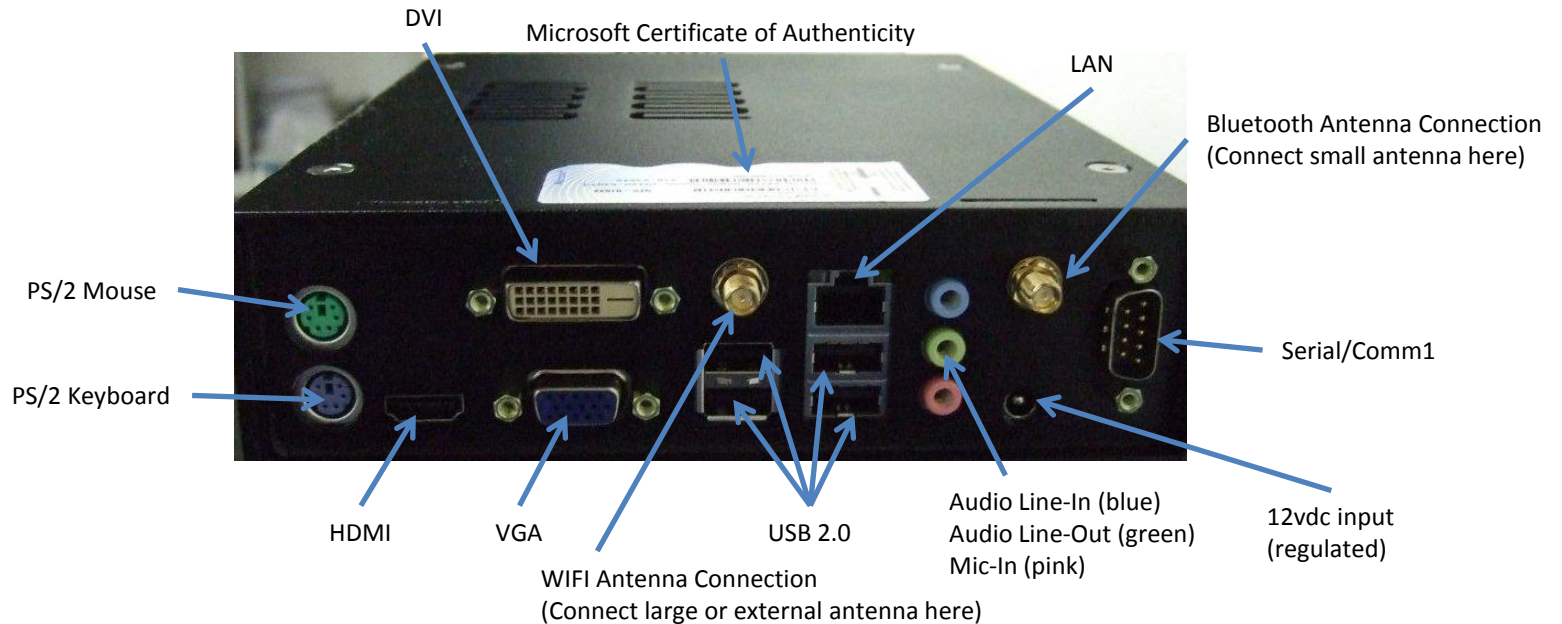 DVI
Microsoft Certificate of Authenticity
LAN
Bluetooth Antenna Connection
(Connect small antenna here)
PS/2 Mouse
Serial/Comm1
PS/2 Keyboard
HDMI
VGA
USB 2.0
Audio Line-In (blue)
Audio Line-Out (green)
Mic-In (pink)
12vdc input
(regulated)
WIFI Antenna Connection
(Connect large or external antenna here)